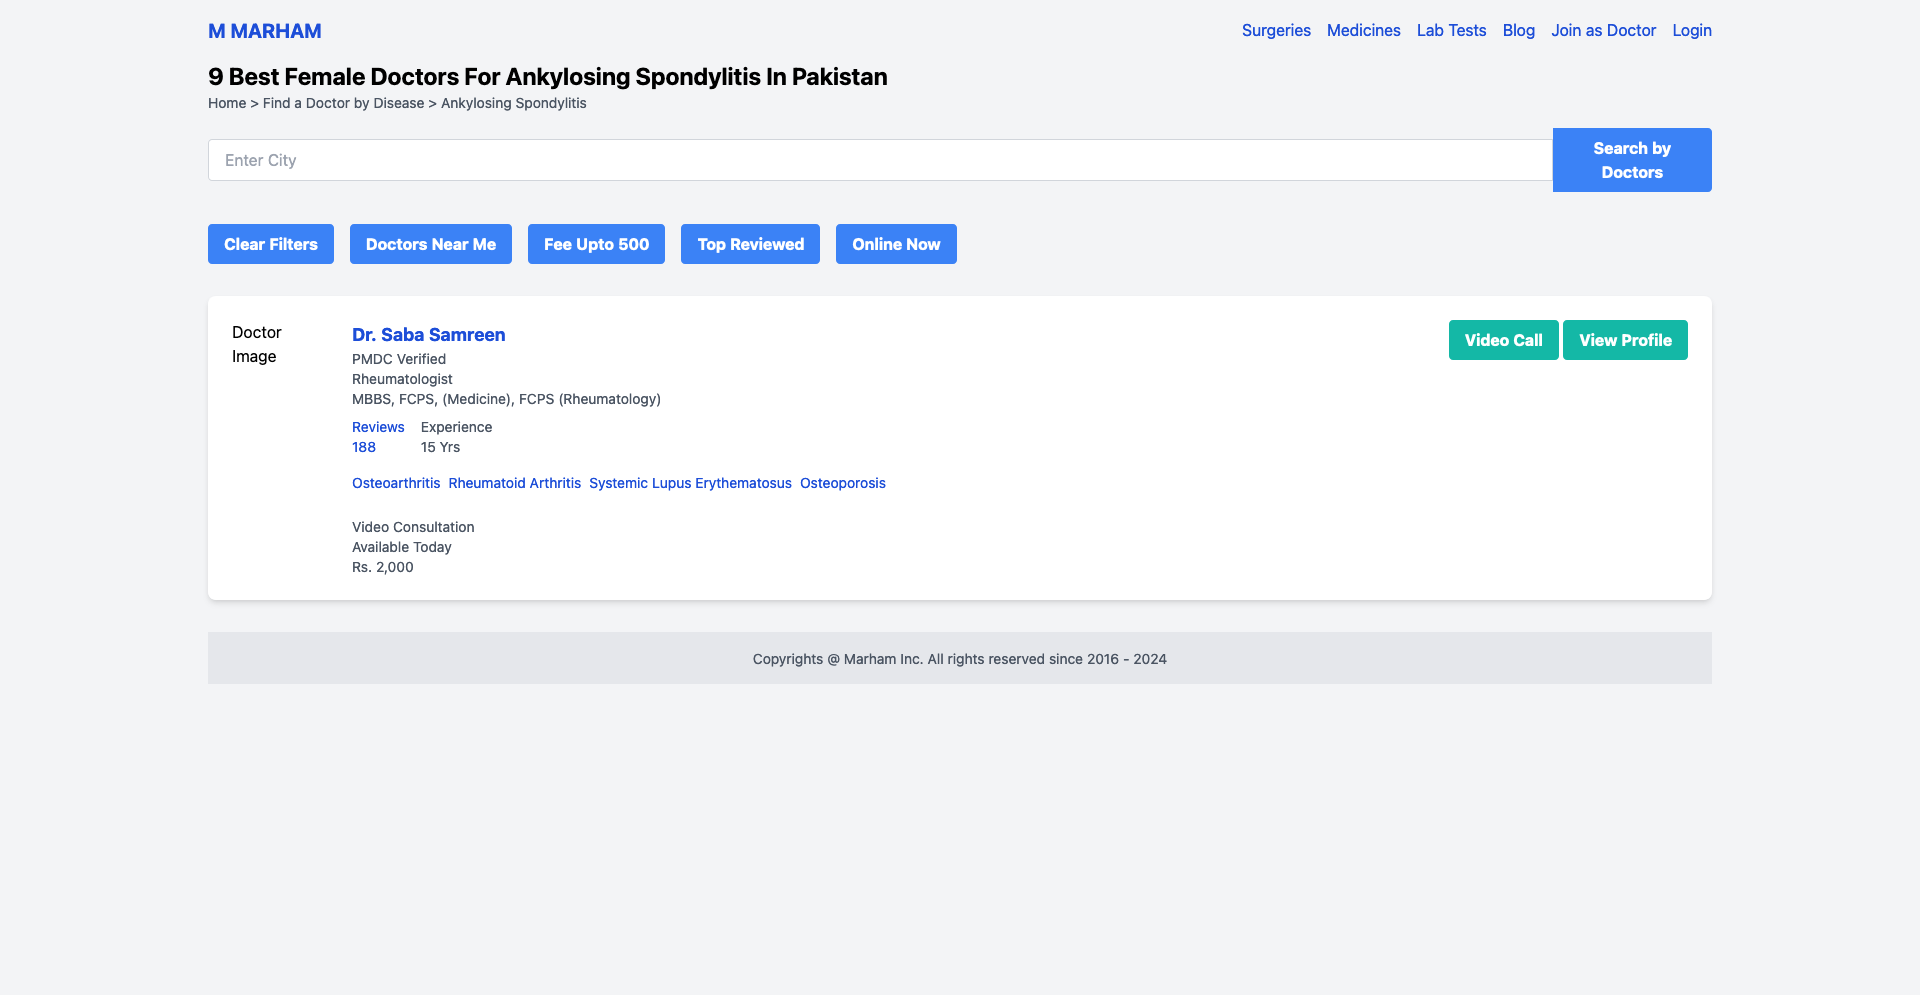 M MARHAM
Surgeries Medicines Lab Tests Blog Join as Doctor Login
9 Best Female Doctors For Ankylosing Spondylitis In Pakistan
Home > Find a Doctor by Disease > Ankylosing Spondylitis
Enter City
Search by
Doctors
Clear Filters Doctors Near Me Fee Upto 500 Top Reviewed Online Now
Doctor
Image
Dr. Saba Samreen
PMDC Verified
Rheumatologist
MBBS, FCPS, (Medicine), FCPS (Rheumatology)
Reviews Experience
188 15 Yrs
Osteoarthritis Rheumatoid Arthritis Systemic Lupus Erythematosus Osteoporosis
Video Consultation
Available Today
Rs. 2,000
Video Call View Profile
Copyrights @ Marham Inc. All rights reserved since 2016 - 2024